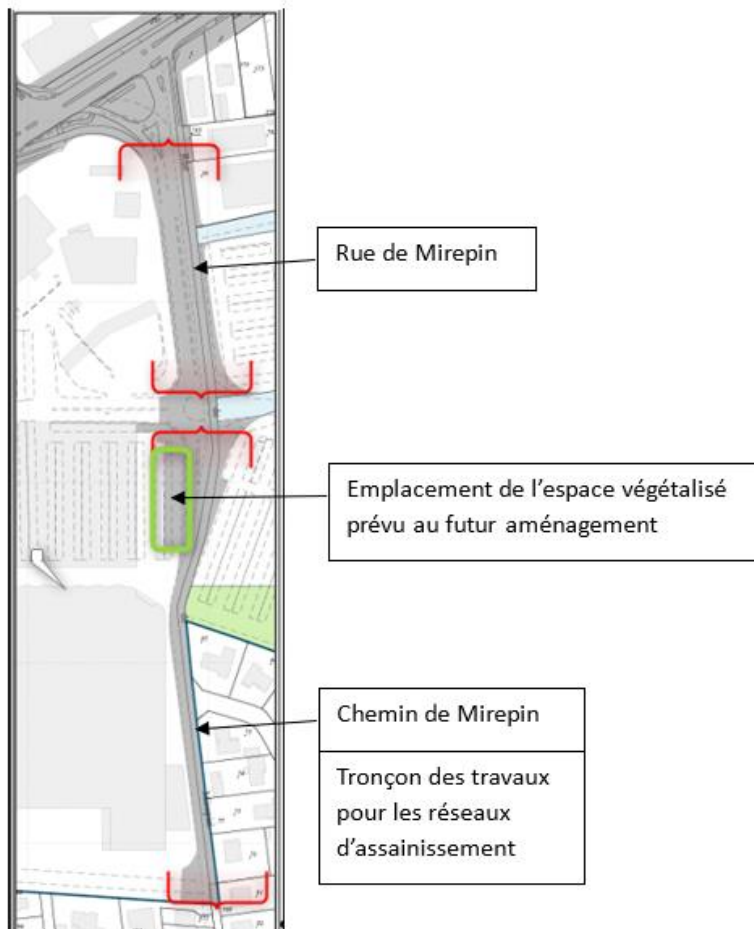 Rue de Mirepin
Emplacement de l’espace végétalisé
prévu au futur aménagement
Chemin de Mirepin
Tronçon des travaux
pour les réseaux
d’assainissement